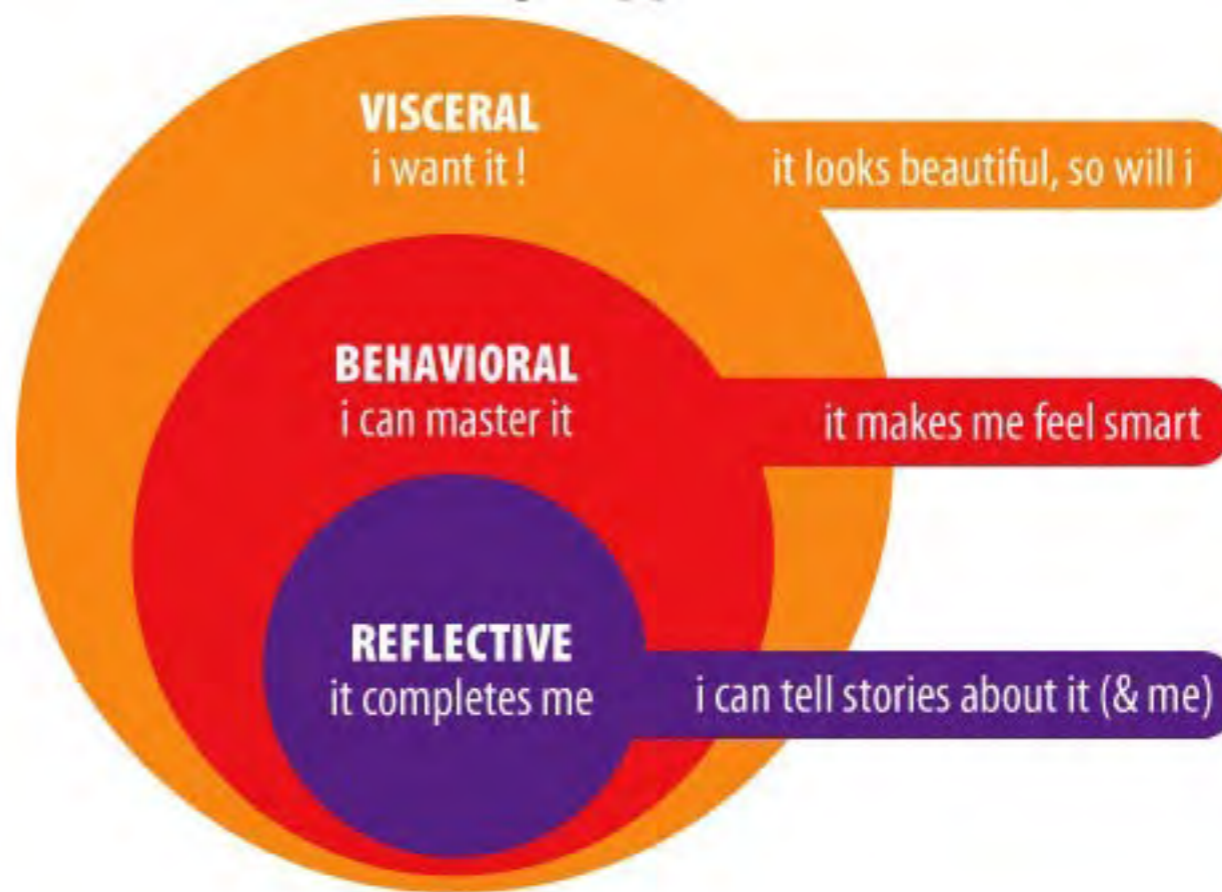 VISCERAL
i want it !
it looks beautiful, so will i
BEHAVIORAL
i can master it
it makes me feel smart
REFLECTIVE
it completes me
i can tell stories about it (& me)